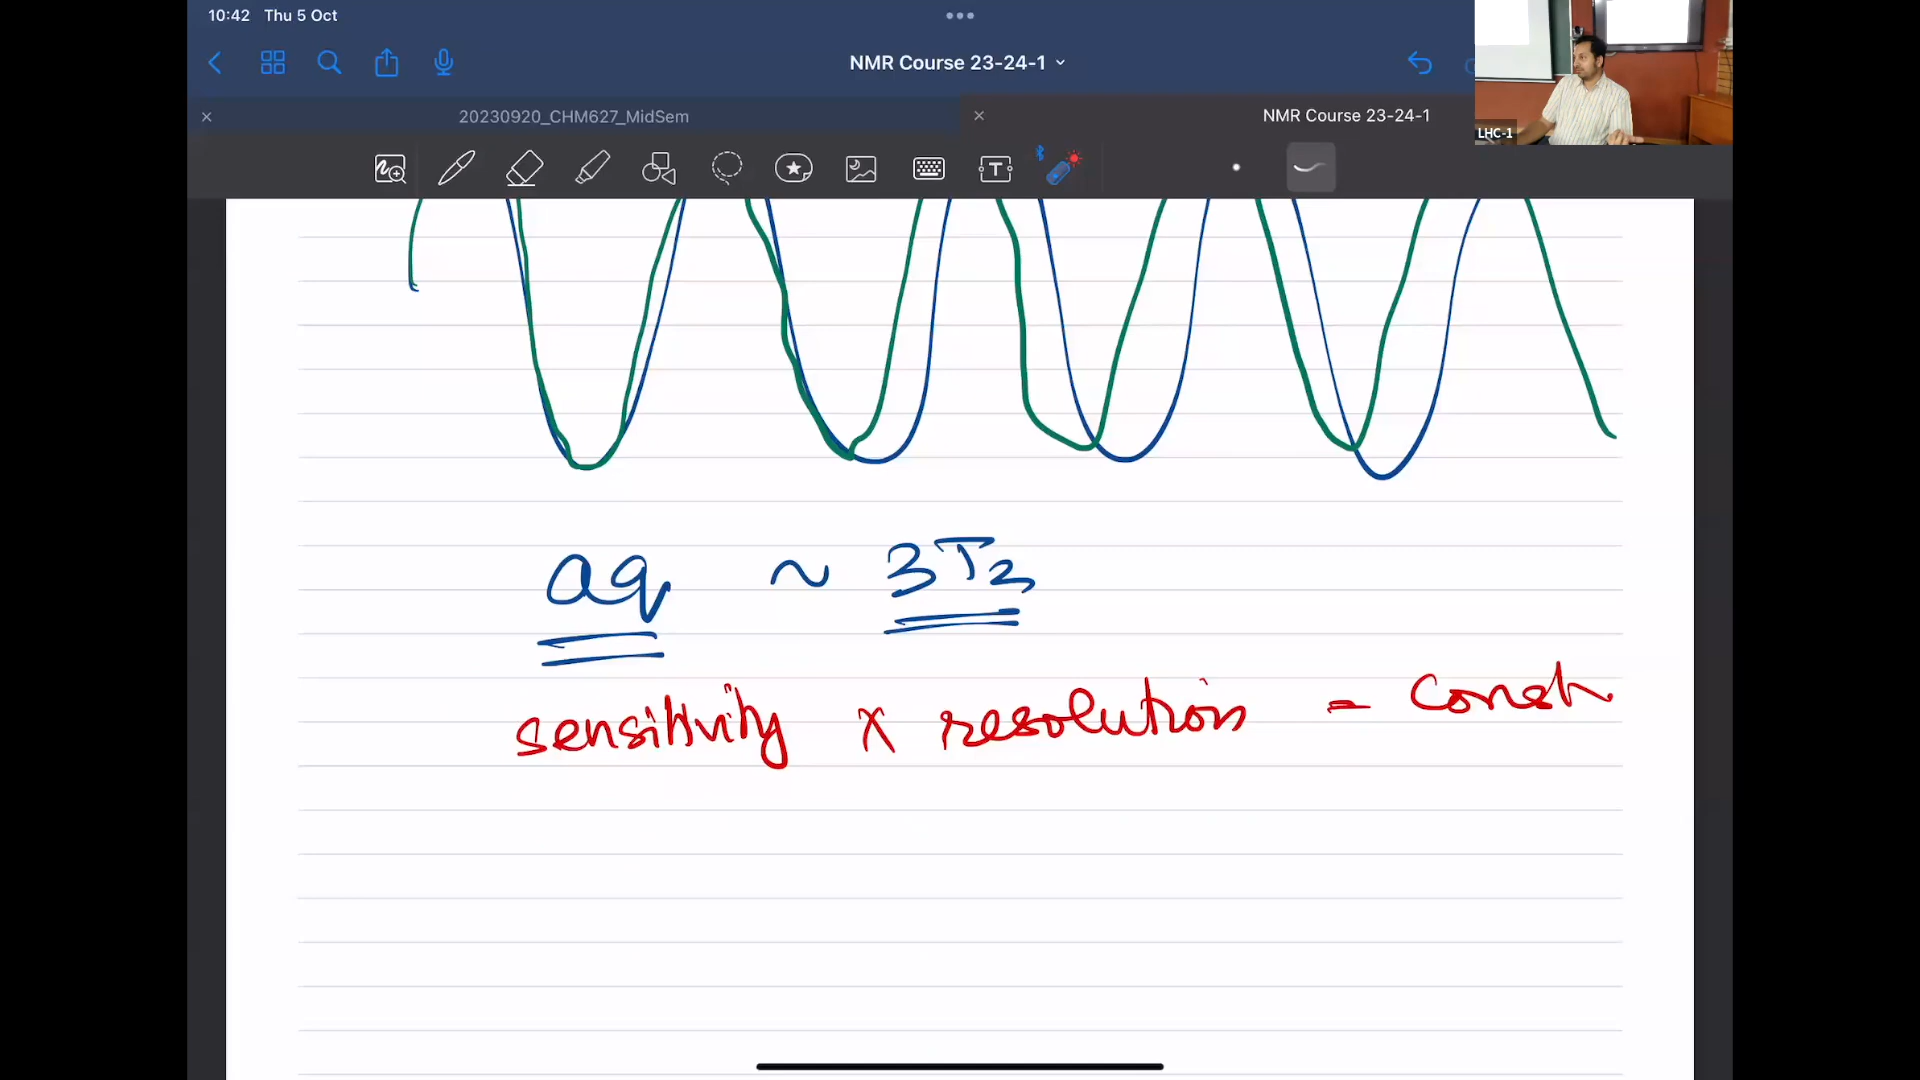 10:42 Thu 5 Oct
NMR Course 23-24-1
20230920_CHM627_MidSem
NMR Course 23-24-1
LHC-1
T
aq ~ 3T2
sensitivity x resolution = const